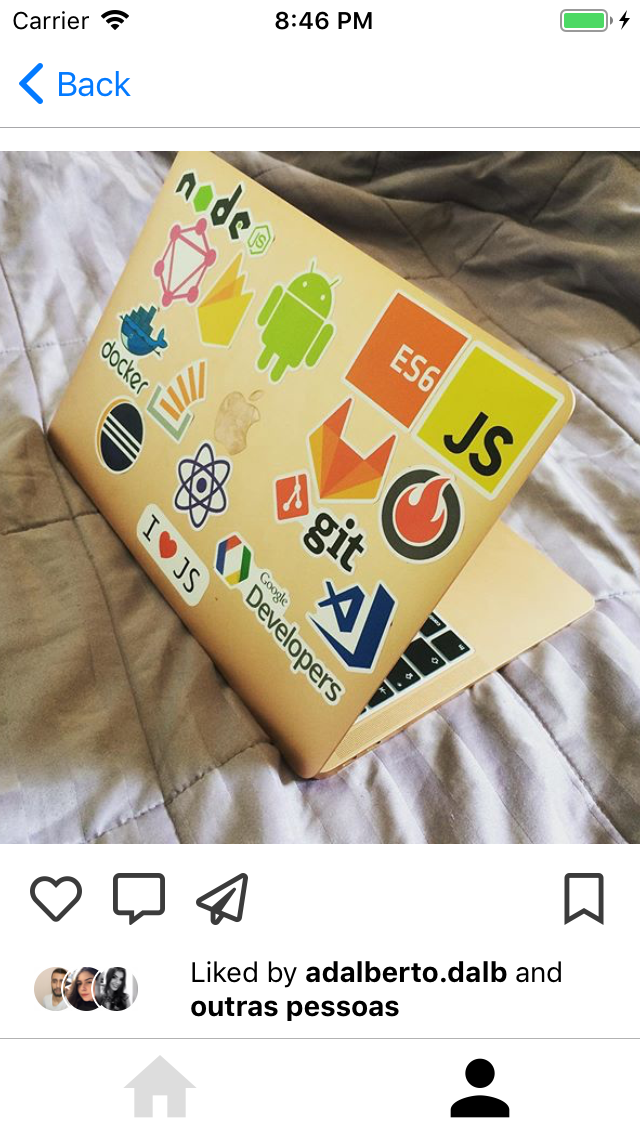 Carrier 8:46 PM
Back
node
JS
docker
ES6
JS
git
I JS
Google
Developers
Liked by adalberto.dalb and
outras pessoas